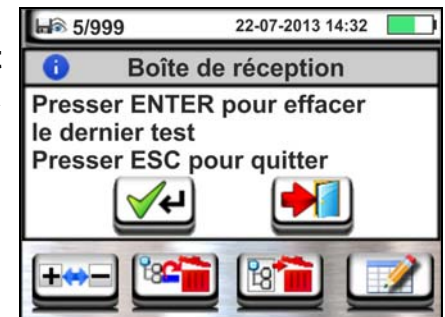 5/999 22-07-2013 14:32
Boîte de réception
Presser ENTER pour effacer
le dernier test
Presser ESC pour quitter